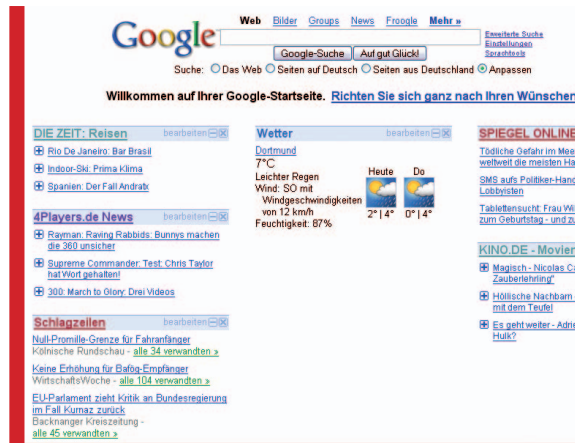 Google
Web Bilder Groups News Froogle Mehr »
Erweiterte Suche
Einstellungen
Sprachtools
Google-Suche Auf gut Glück!
Suche: Das Web Seiten auf Deutsch Seiten aus Deutschland Anpassen
Willkommen auf Ihrer Google-Startseite. Richten Sie sich ganz nach Ihren Wünschen
DIE ZEIT: Reisen bearbeiten
Rio De Janeiro: Bar Brasil
Indoor-Ski: Prima Klima
Spanien: Der Fall Andratx
4Players.de News bearbeiten
Rayman: Raving Rabbids: Bunnys machen
die 360 unsicher
Supreme Commander: Test: Chris Taylor
hat Wort gehalten!
300: March to Glory: Drei Videos
Schlagzeilen bearbeiten
Null-Promille-Grenze für Fahranfänger
Kölnische Rundschau - alle 34 verwandten »
Keine Erhöhung für Bafög-Empfänger
WirtschaftsWoche - alle 104 verwandten »
EU-Parlament zieht Kritik an Bundesregierung
im Fall Kurnaz zurück
Backnanger Kreiszeitung -
alle 45 verwandten »
Wetter bearbeiten
Dortmund
7°C
Leichter Regen
Wind: SO mit
Windgeschwindigkeiten
von 12 km/h
Feuchtigkeit: 87%
Heute Do
2° | 4° 0° | 4°
SPIEGEL ONLINE
Tödliche Gefahr im Mee
weltweit die meisten Ha
SMS aufs Politiker-Hand
Lobbyisten
Tablettensucht: Frau Wi
zum Geburtstag - und zu
KINO.DE - Movien
Magisch - Nicolas Ca
Zauberlehrling"
Höllische Nachbarn
mit dem Teufel
Es geht weiter - Adrie
Hulk?